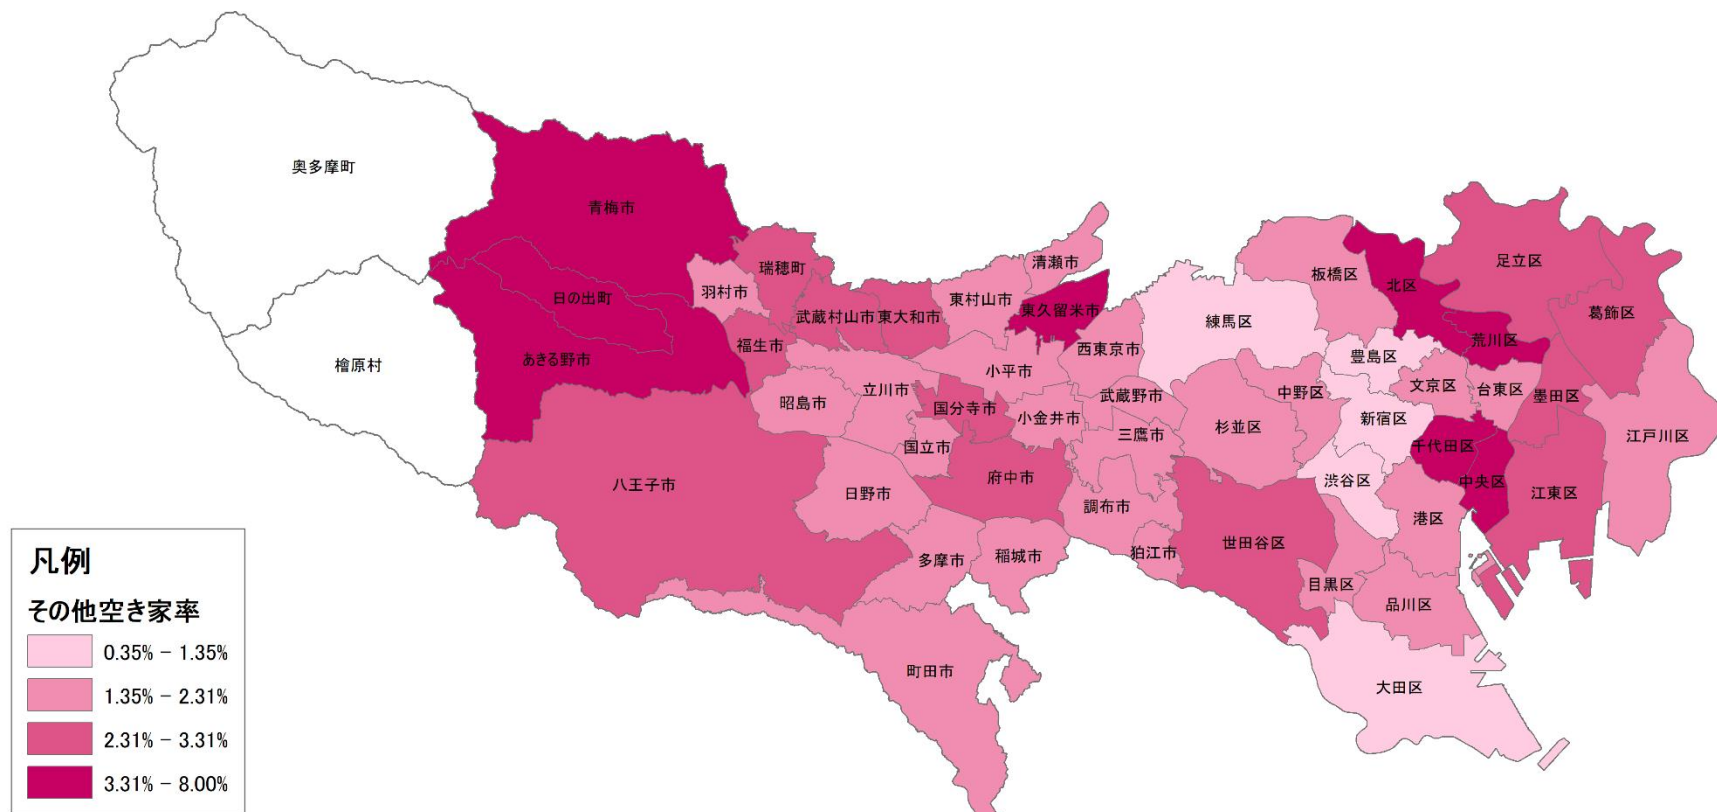 奥多摩町
青梅市
清瀬市
足立区
瑞穂町
板橋区
北区
羽村市
日の出町
東村山市
東久留米市
葛飾区
武蔵村山市
東大和市
練馬区
荒川区
福生市
西東京市
豊島区
檜原村
あきる野市
小平市
文京区
台東区
立川市
武蔵野市
中野区
墨田区
昭島市
国分寺市
小金井市
新宿区
杉並区
三鷹市
江戸川区
国立市
千代田区
八王子市
府中市
渋谷区
中央区
日野市
江東区
調布市
港区
世田谷区
狛江市
多摩市
稲城市
目黒区
品川区
町田市
大田区
凡例
その他空き家率
0.35% - 1.35%
1.35% - 2.31%
2.31% - 3.31%
3.31% - 8.00%